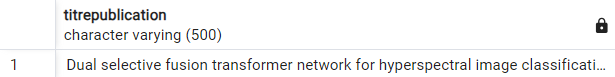 titrepublication
character varying (500)
1 Dual selective fusion transformer network for hyperspectral image classificati...